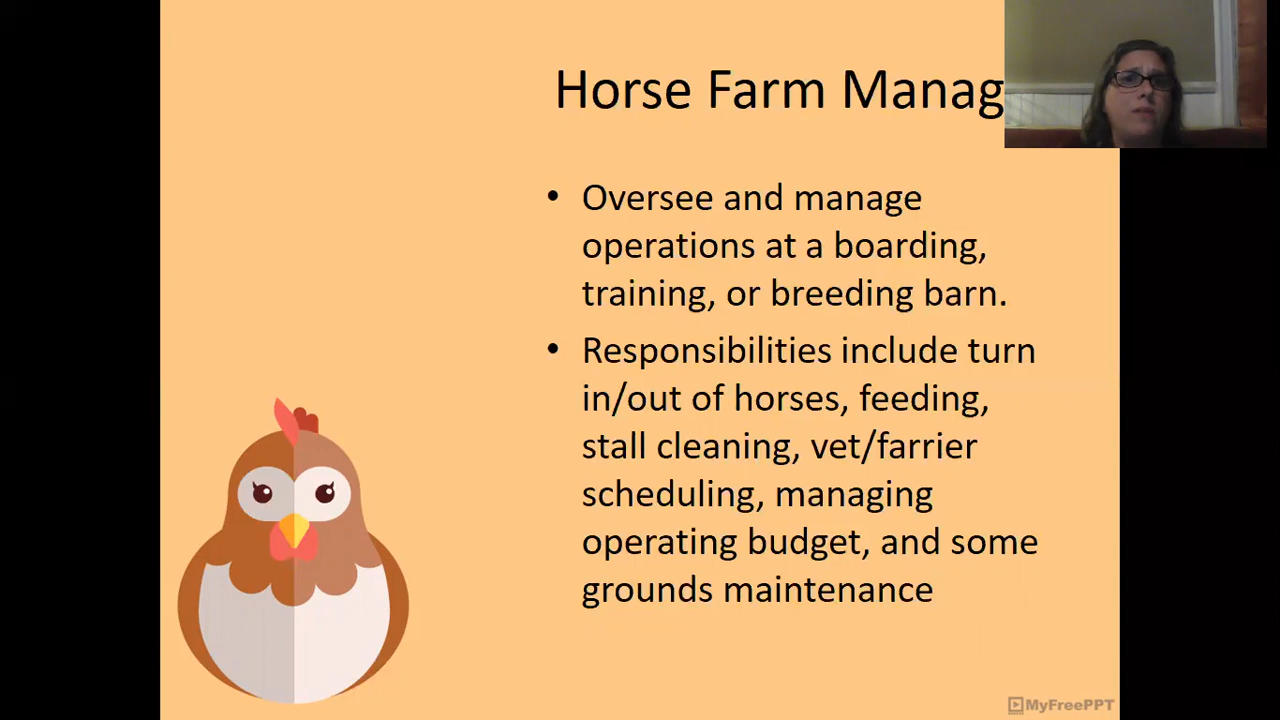 Horse Farm Manag
• Oversee and manage
operations at a boarding,
training, or breeding barn.
• Responsibilities include turn
in/out of horses, feeding,
stall cleaning, vet/farrier
scheduling, managing
operating budget, and some
grounds maintenance
MyFreePPT